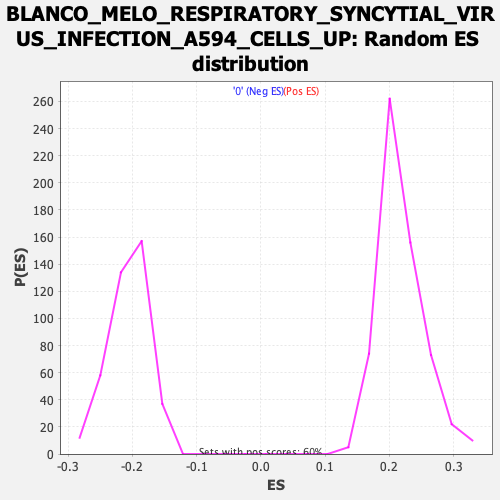 BLANCO_MELO_RESPIRATORY_SYNCYTIAL_VIR
US_INFECTION_A594_CELLS_UP: Random ES
distribution
'0' (Neg ES)(Pos ES)
260
240
220
200
180
160
140
120
100
80
60
40
20
0
P(ES)
Sets with pos scores: 60%
-0.3 -0.2 -0.1 0.0 0.1 0.2 0.3
ES